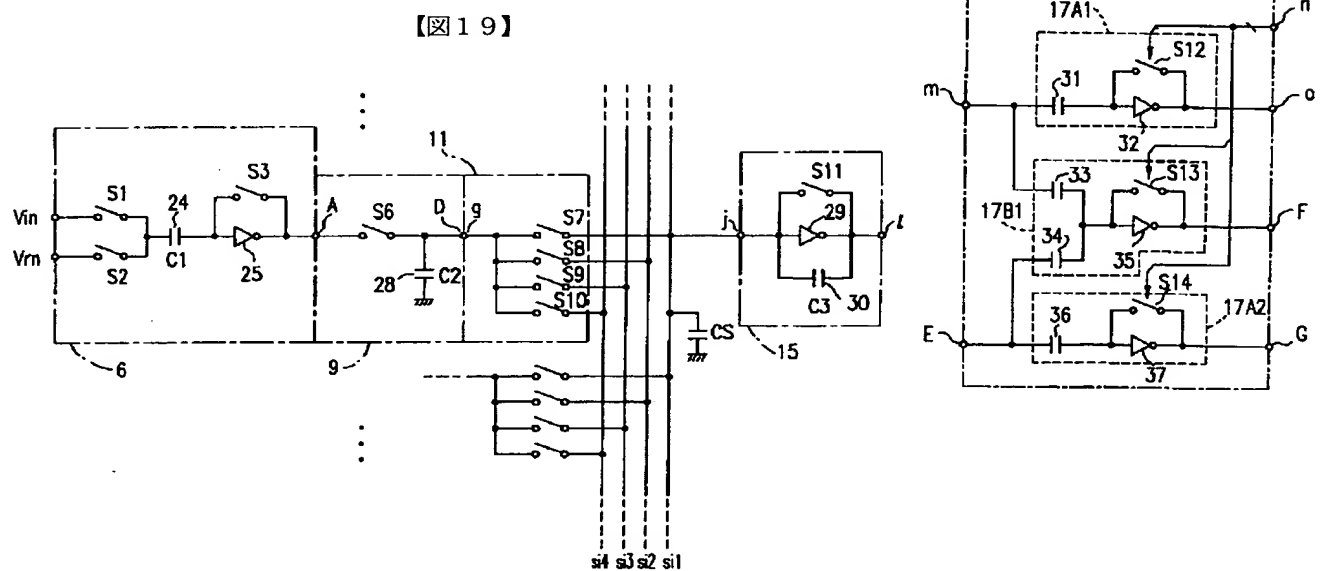 【図19】
6
Vin
Vrn
S1
S2
24
C1
S3
25
A
9
S6
28
C2
D
g
11
S7
S8
S9
S10
si4
si3
si2
si1
CS
15
j
S11
29
30
C3
l
17A1
m
31
S12
32
n
o
17B1
33
34
S13
35
F
17A2
E
36
S14
37
G